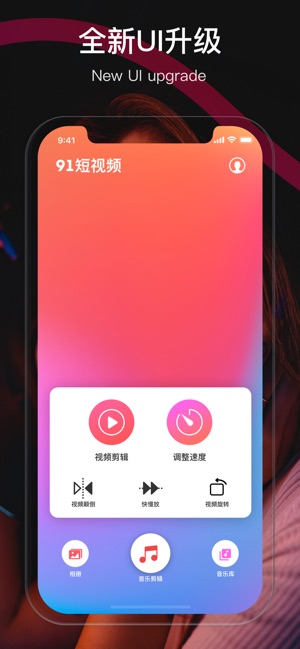 全新UI升级
New UI upgrade
9:41
91短视频
视频剪辑
调整速度
视频颠倒
快慢放
视频旋转
相册
音乐剪辑
音乐库